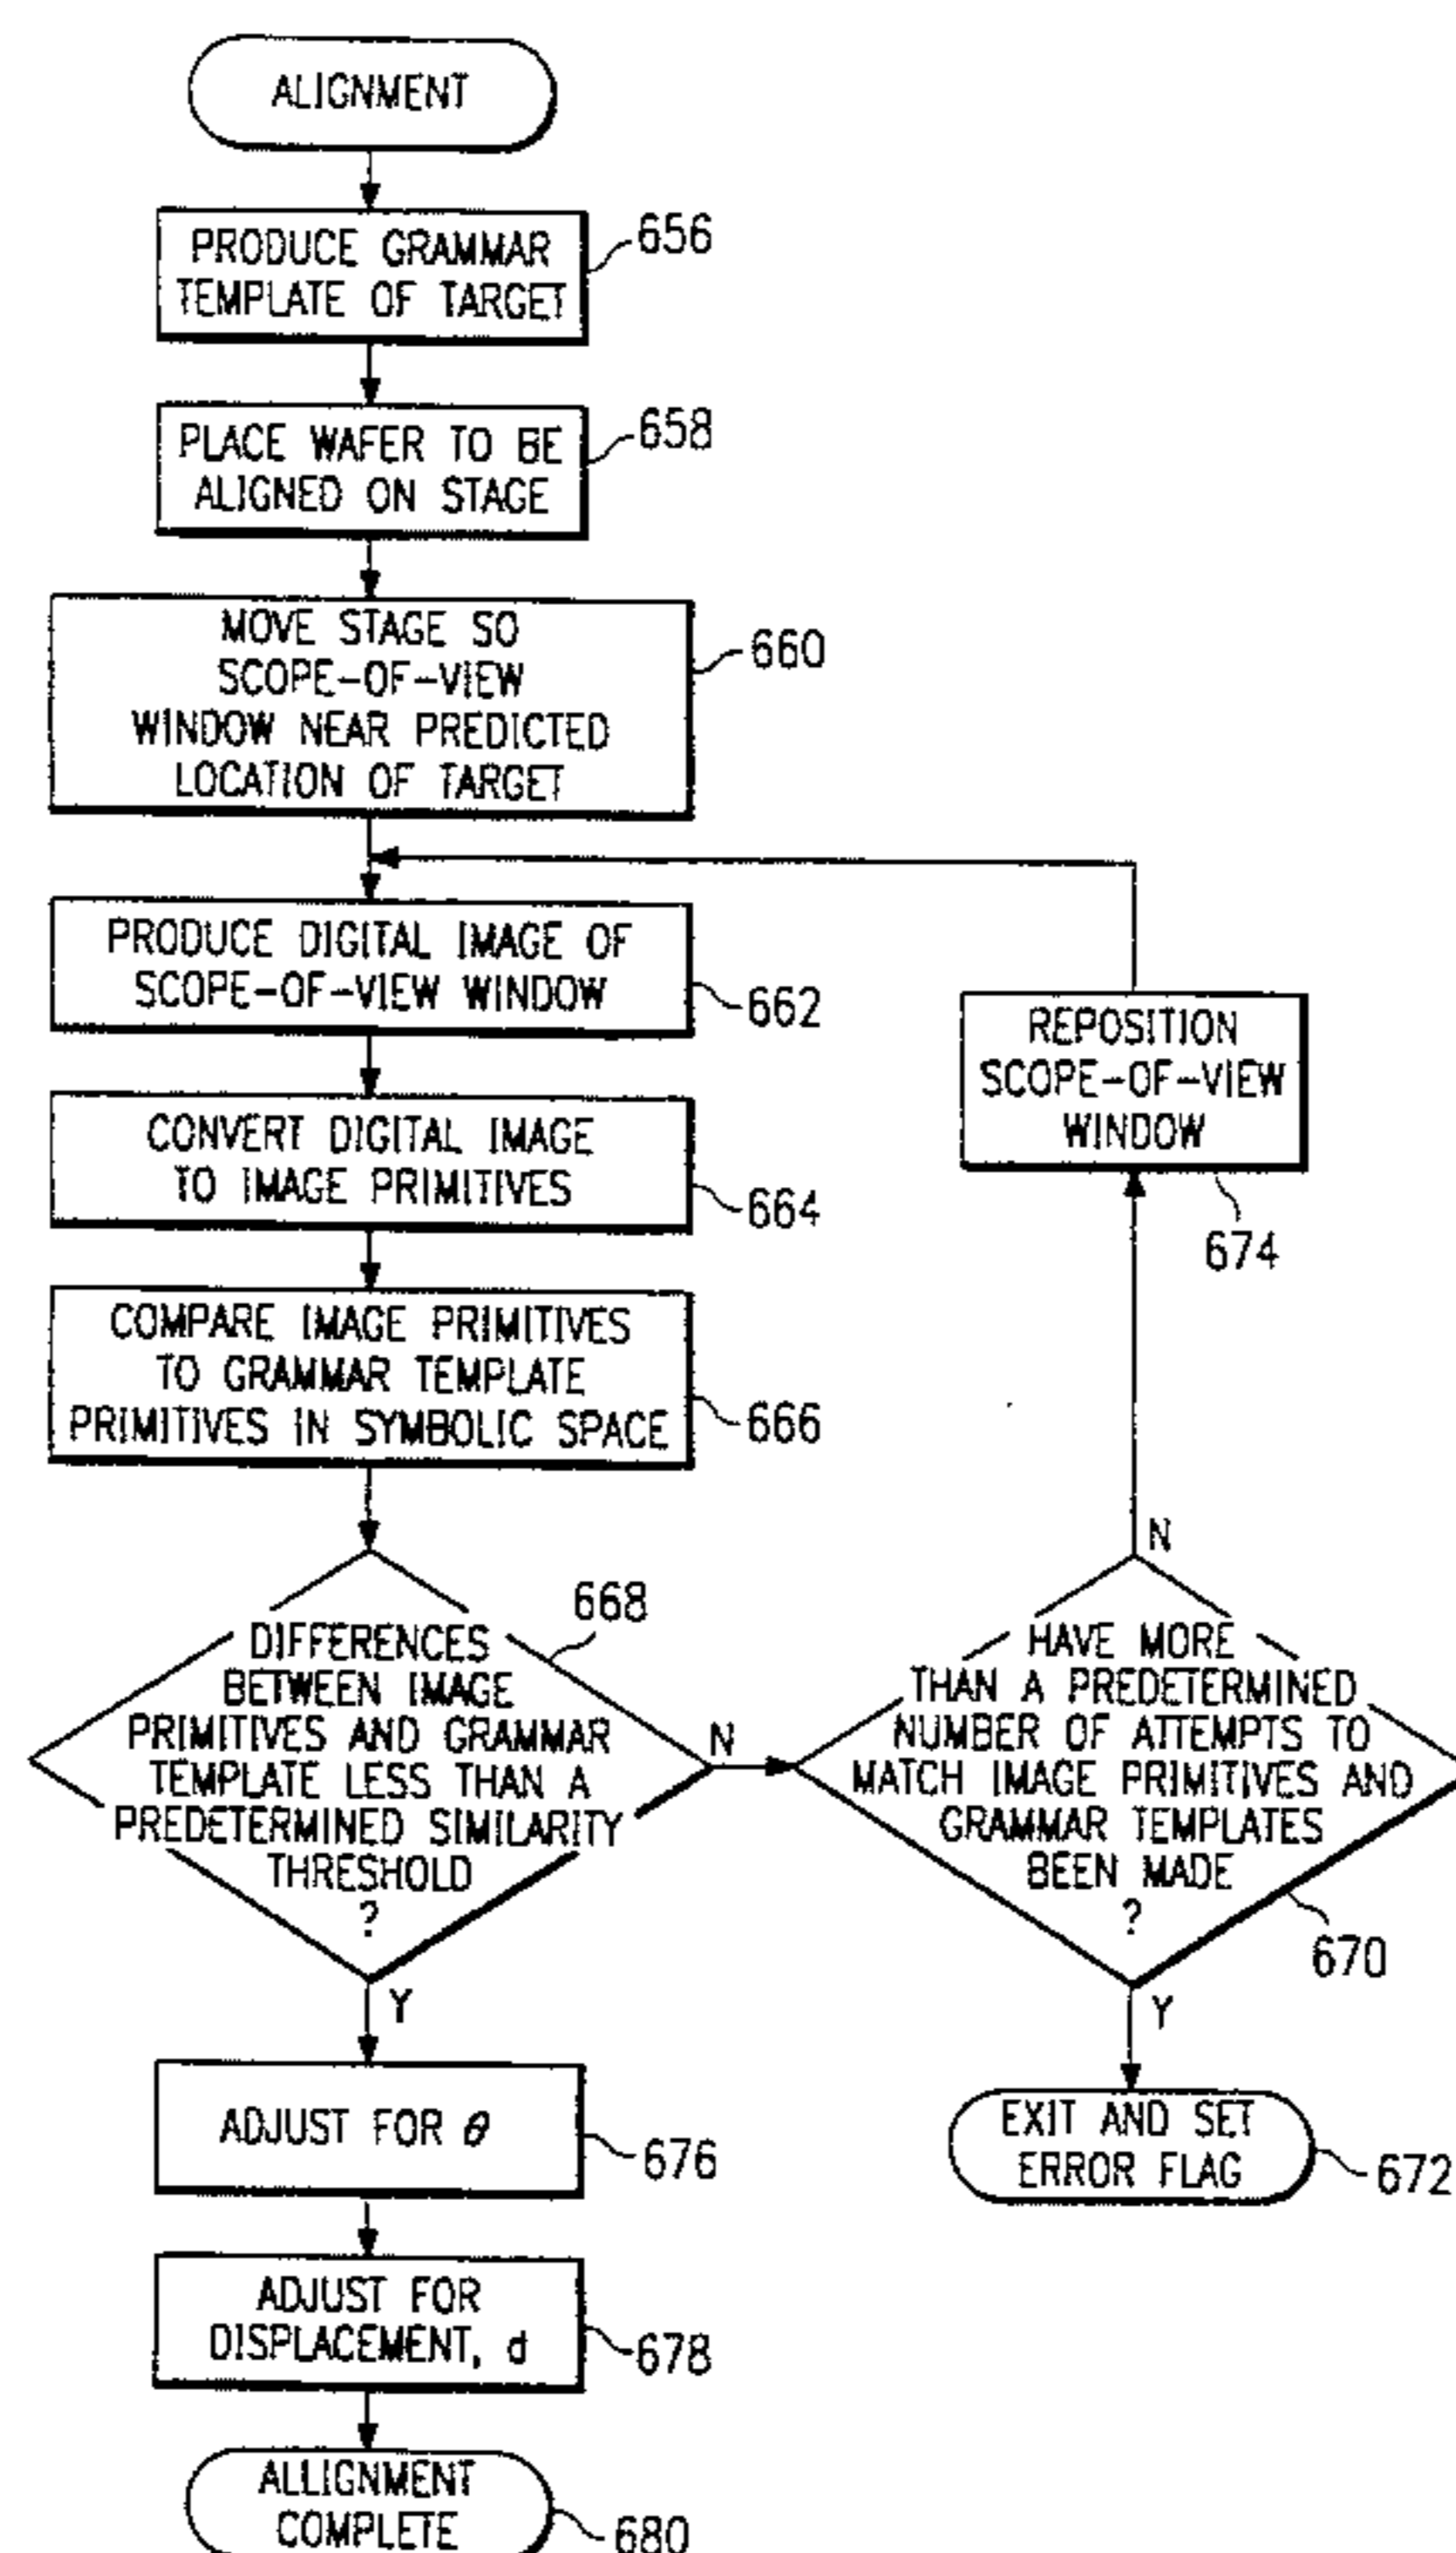 ALIGNMENT
PRODUCE GRAMMAR
TEMPLATE OF TARGET
656
PLACE WAFER TO BE
ALIGNED ON STAGE
658
MOVE STAGE SO
SCOPE-OF-VIEW
WINDOW NEAR PREDICTED
LOCATION OF TARGET
660
PRODUCE DIGITAL IMAGE OF
SCOPE-OF-VIEW WINDOW
662
CONVERT DIGITAL IMAGE
TO IMAGE PRIMITIVES
664
COMPARE IMAGE PRIMITIVES
TO GRAMMAR TEMPLATE
PRIMITIVES IN SYMBOLIC SPACE
666
DIFFERENCES
BETWEEN IMAGE
PRIMITIVES AND GRAMMAR
TEMPLATE LESS THAN A
PREDETERMINED SIMILARITY
THRESHOLD
?
668
N
Y
REPOSITION
SCOPE-OF-VIEW
WINDOW
674
N
HAVE MORE
THAN A PREDETERMINED
NUMBER OF ATTEMPTS TO
MATCH IMAGE PRIMITIVES AND
GRAMMAR TEMPLATES
BEEN MADE
?
670
Y
EXIT AND SET
ERROR FLAG
672
ADJUST FOR θ
676
ADJUST FOR
DISPLACEMENT, d
678
ALLIGNMENT
COMPLETE
680